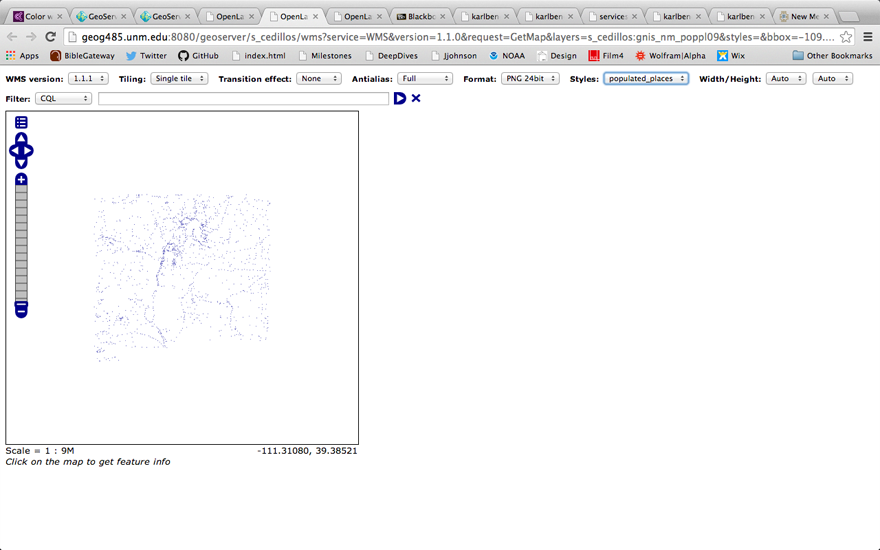 Color w
GeoServ
GeoServ
OpenLa
OpenLa
OpenLa
Blackbo
karlben
karlben
services
karlben
karlben
karlben
New Me
geog485.unm.edu:8080/geoserver/s_cedillos/wms?service=WMS&version=1.1.0&request=GetMap&layers=s_cedillos:gnis_nm_poppl09&styles=&bbox=-109....
Apps BibleGateway Twitter GitHub index.html DeepDives Jjohnson Milestones NOAA Design Film4 Wolfram|Alpha Wix Other Bookmarks
WMS version: 1.1.1 Tiling: Single tile Transition effect: None Antialias: Full Format: PNG 24bit Styles: populated_places Width/Height: Auto Auto
Filter: CQL
Scale = 1 : 9M -111.31080, 39.38521
Click on the map to get feature info